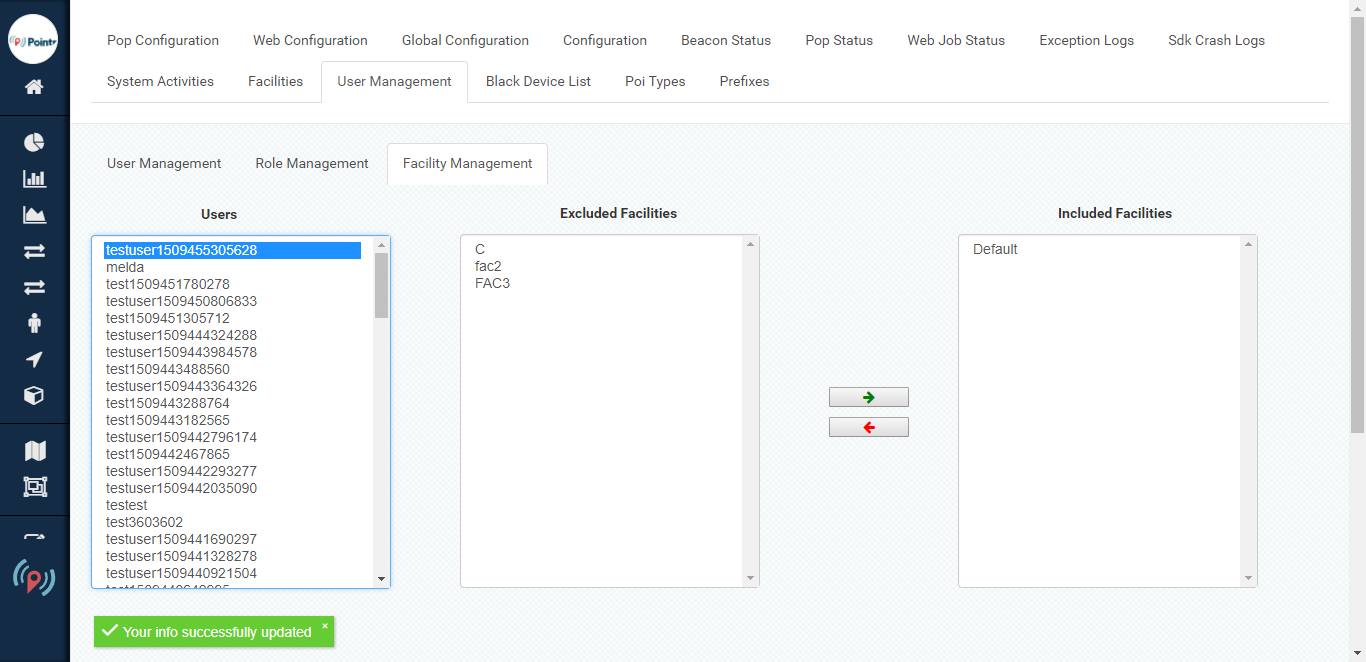 Pointr
Pop Configuration Web Configuration Global Configuration Configuration Beacon Status Pop Status Web Job Status Exception Logs Sdk Crash Logs
System Activities Facilities User Management Black Device List Poi Types Prefixes
User Management Role Management Facility Management
Users Excluded Facilities Included Facilities
testuser1509455305628 C Default
melda fac2
test1509451780278 FAC3
testuser1509450806833
test1509451305712
testuser1509444324288
testuser1509443984578
test1509443488560
testuser1509443364326
test1509443288764
test1509443182565
testuser1509442796174
test1509442467865
testuser1509442293277
testuser1509442035090
testest
test3603602
testuser1509441690297
testuser1509441328278
testuser1509440921504
Your info successfully updated ×